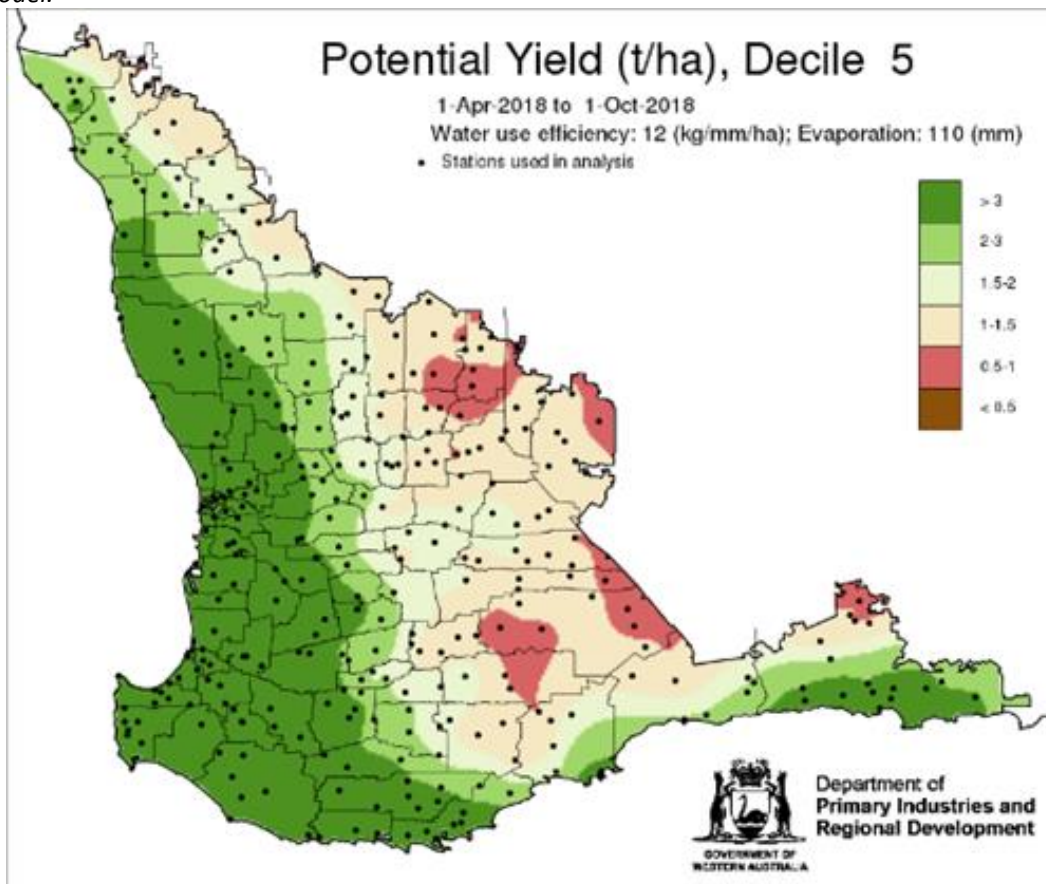 Potential Yield (t/ha), Decile 5
1-Apr-2018 to 1-Oct-2018
Water use efficiency: 12 (kg/mm/ha); Evaporation: 110 (mm)
Stations used in analysis
> 3
2-3
1.5-2
1-1.5
0.5-1
< 0.5
Department of
Primary Industries and
Regional Development
GOVERNMENT OF
WESTERN AUSTRALIA